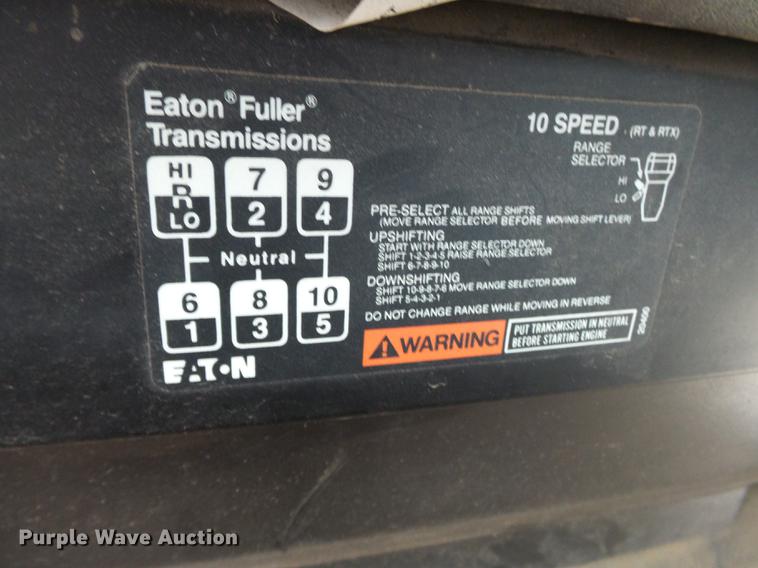 Eaton® Fuller®
Transmissions
10 SPEED (RT & RTX)
RANGE
SELECTOR
HI
LO
HI 7 9
R 2 4
LO
Neutral
6 8 10
1 3 5
EATON
PRE-SELECT ALL RANGE SHIFTS
(MOVE RANGE SELECTOR BEFORE MOVING SHIFT LEVER)
UPSHIFTING
START WITH RANGE SELECTOR DOWN
SHIFT 1-2-3-4-5 RAISE RANGE SELECTOR
SHIFT 6-7-8-9-10
DOWNSHIFTING
SHIFT 10-9-8-7-6 MOVE RANGE SELECTOR DOWN
SHIFT 5-4-3-2-1
DO NOT CHANGE RANGE WHILE MOVING IN REVERSE
WARNING
PUT TRANSMISSION IN NEUTRAL
BEFORE STARTING ENGINE
20400
Purple Wave Auction